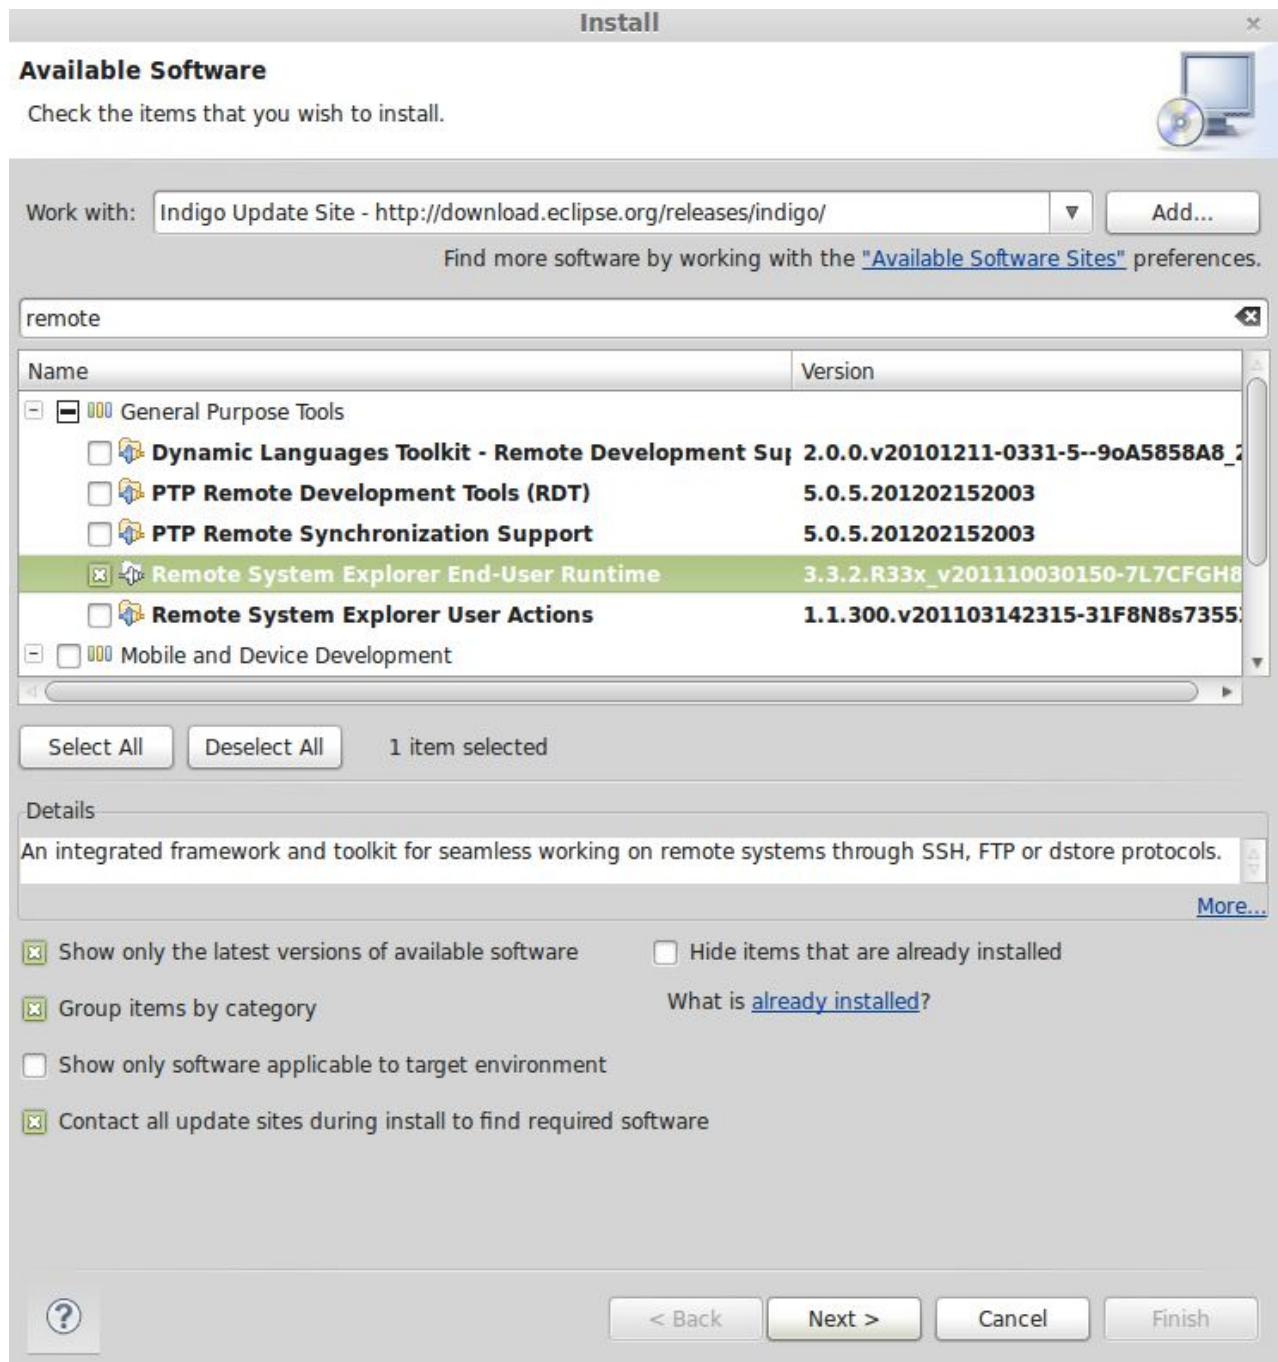 Install
Available Software
Check the items that you wish to install.
Work with: Indigo Update Site - http://download.eclipse.org/releases/indigo/ Add...
Find more software by working with the "Available Software Sites" preferences.
remote
Name Version
General Purpose Tools
Dynamic Languages Toolkit - Remote Development Sup 2.0.0.v20101211-0331-5--9oA5858A8_2
PTP Remote Development Tools (RDT) 5.0.5.201202152003
PTP Remote Synchronization Support 5.0.5.201202152003
Remote System Explorer End-User Runtime 3.3.2.R33x_v201110030150-7L7CFGH8
Remote System Explorer User Actions 1.1.300.v201103142315-31F8N8s7355
Mobile and Device Development
Select All Deselect All 1 item selected
Details
An integrated framework and toolkit for seamless working on remote systems through SSH, FTP or dstore protocols.
More...
Show only the latest versions of available software Hide items that are already installed
Group items by category What is already installed?
Show only software applicable to target environment
Contact all update sites during install to find required software
? < Back Next > Cancel Finish